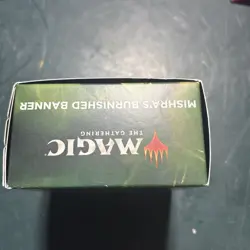 MISHRA'S BURNISHED BANNER
MAGIC
THE GATHERING